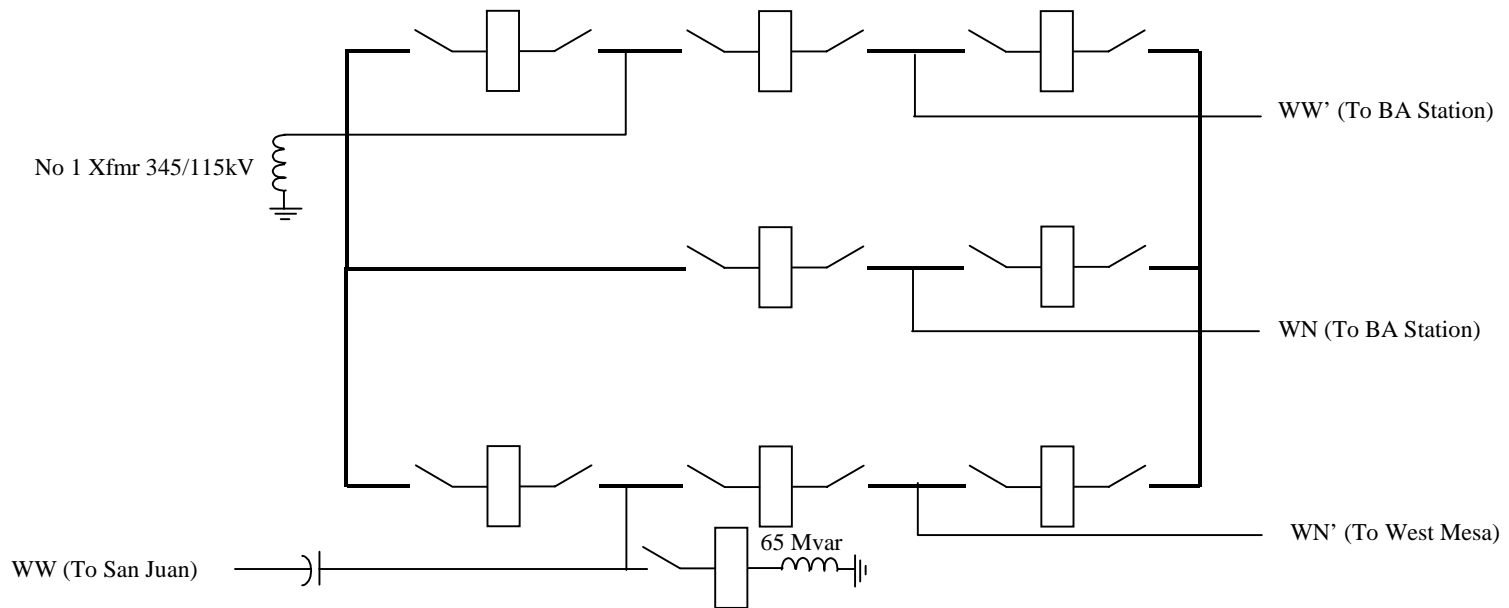 WW’ (To BA Station)
No 1 Xfmr 345/115kV
WN (To BA Station)
WN’ (To West Mesa)
65 Mvar
WW (To San Juan)